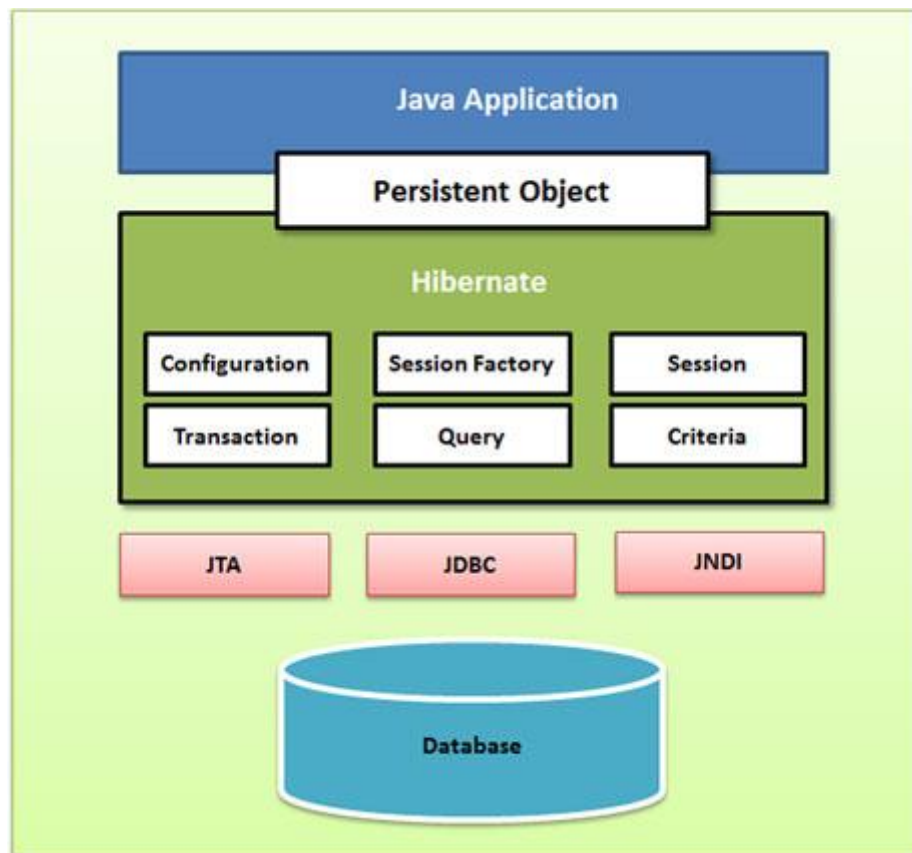 Java Application
Persistent Object
Hibernate
Configuration
Session Factory
Session
Transaction
Query
Criteria
JTA
JDBC
JNDI
Database